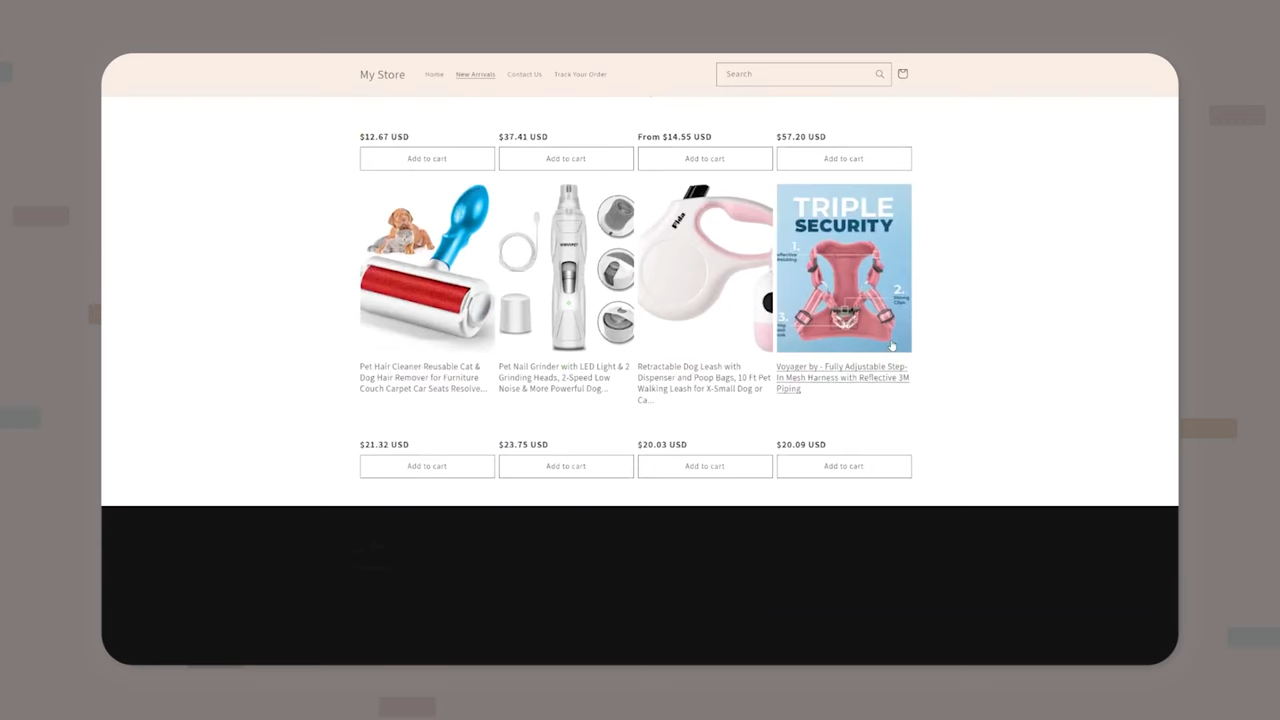 My Store
Home
New Arrivals
Contact Us
Track Your Order
Search
$12.67 USD
$37.41 USD
From $14.55 USD
$57.20 USD
Add to cart
Add to cart
Add to cart
Add to cart
Fida
TRIPLE
SECURITY
1.
2.
3.
Pet Hair Cleaner Reusable Cat &
Dog Hair Remover for Furniture
Couch Carpet Car Seats Resolve...
Pet Nail Grinder with LED Light & 2
Grinding Heads, 2-Speed Low
Noise & More Powerful Dog...
Retractable Dog Leash with
Dispenser and Poop Bags, 10 Ft Pet
Walking Leash for X-Small Dog or
Ca...
Voyager by - Fully Adjustable Step-
In Mesh Harness with Reflective 3M
Piping
$21.32 USD
$23.75 USD
$20.03 USD
$20.09 USD
Add to cart
Add to cart
Add to cart
Add to cart